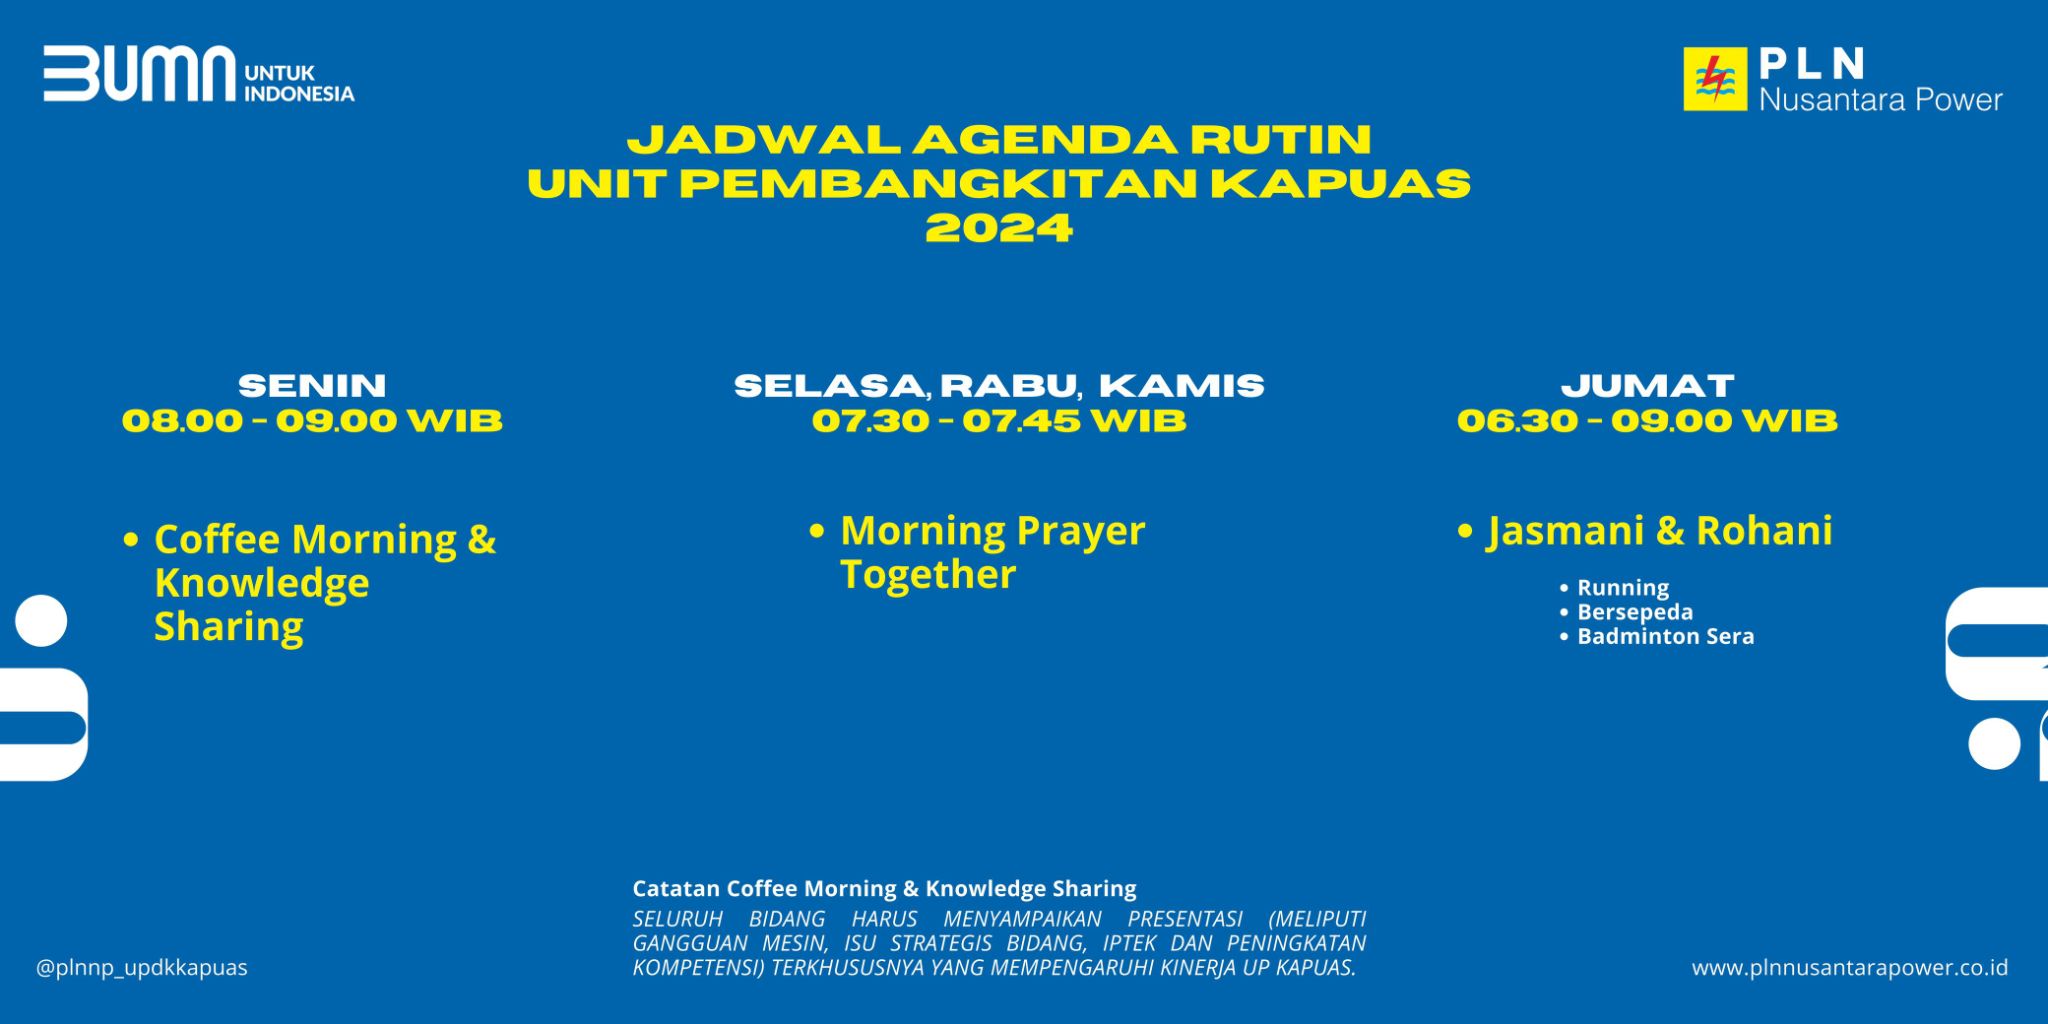 BUMN UNTUK
INDONESIA
PLN
Nusantara Power
JADWAL AGENDA RUTIN
UNIT PEMBANGKITAN KAPUAS
2024
SENIN
08.00 - 09.00 WIB
• Coffee Morning &
Knowledge
Sharing
SELASA, RABU, KAMIS
07.30 - 07.45 WIB
• Morning Prayer
Together
JUMAT
06.30 - 09.00 WIB
• Jasmani & Rohani
• Running
• Bersepeda
• Badminton Sera
Catatan Coffee Morning & Knowledge Sharing
SELURUH BIDANG HARUS MENYAMPAIKAN PRESENTASI (MELIPUTI
GANGGUAN MESIN, ISU STRATEGIS BIDANG, IPTEK DAN PENINGKATAN
KOMPETENSI) TERKHUSUSNYA YANG MEMPENGARUHI KINERJA UP KAPUAS.
@plnnp_updkkapuas
www.plnnusantarapower.co.id